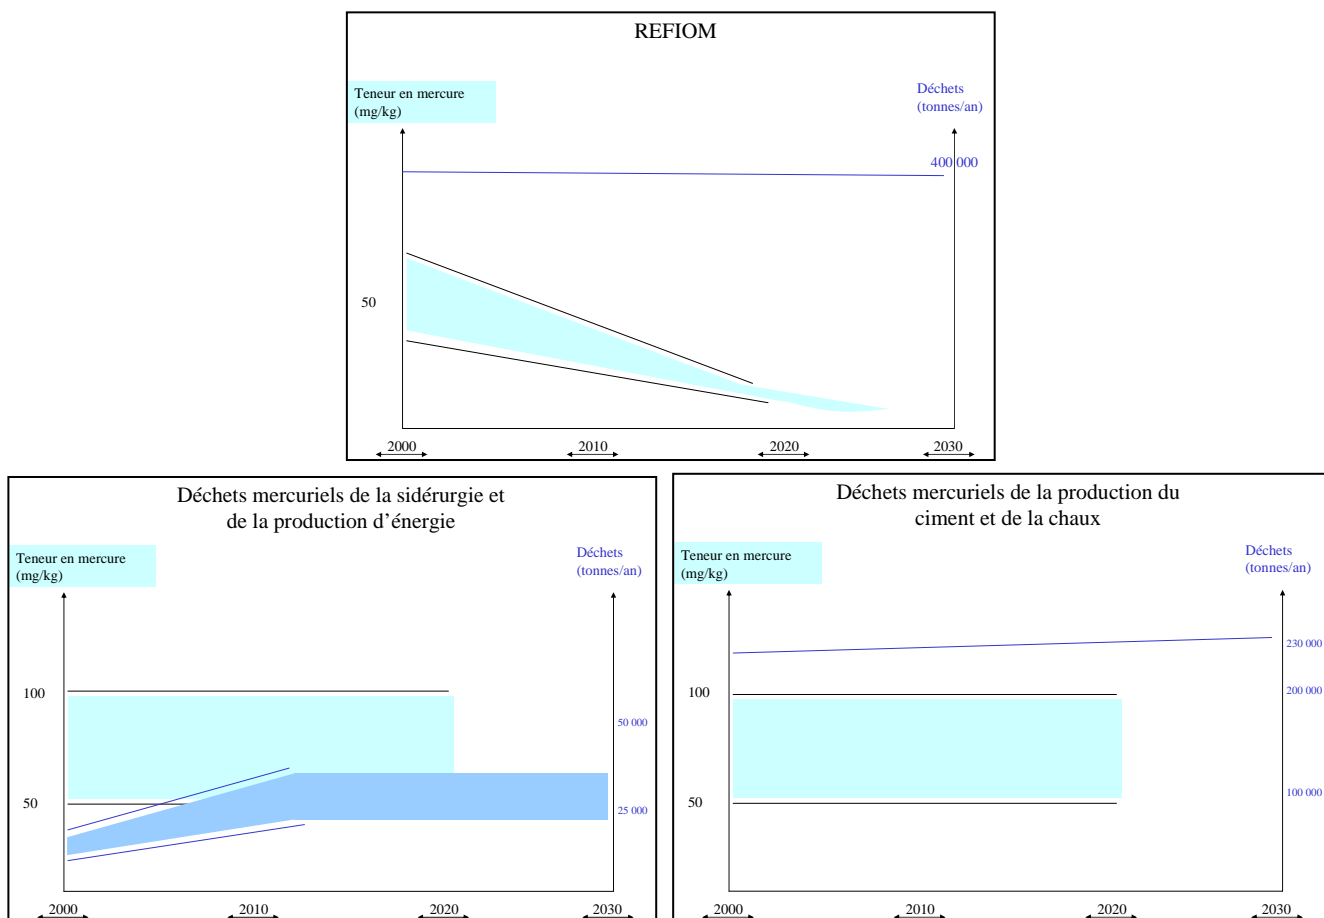 REFIOM
Teneur en mercure
(mg/kg)
Déchets
(tonnes/an)
400 000
50
2000
2010
2020
2030
Déchets mercuriels de la sidérurgie et
de la production d’énergie
Teneur en mercure
(mg/kg)
Déchets
(tonnes/an)
100
50 000
50
25 000
2000
2010
2020
2030
Déchets mercuriels de la production du
ciment et de la chaux
Teneur en mercure
(mg/kg)
Déchets
(tonnes/an)
230 000
100
200 000
50
100 000
2000
2010
2020
2030